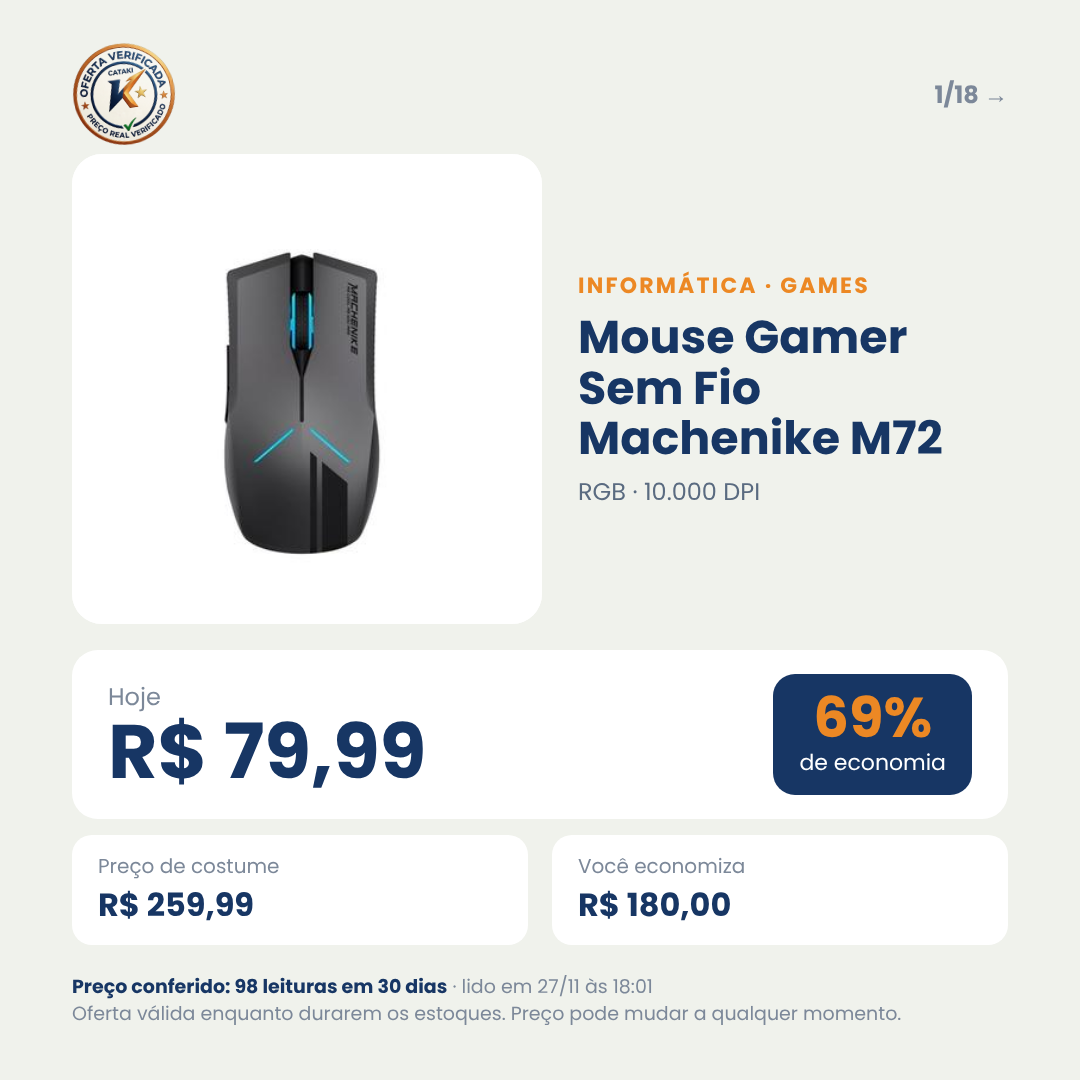 OFERTA VERIFICADA
CATAKI
K
PREÇO REAL VERIFICADO
1/18 →
MACHENIKE
INFORMÁTICA · GAMES
Mouse Gamer
Sem Fio
Machenike M72
RGB · 10.000 DPI
Hoje
R$ 79,99
69%
de economia
Preço de costume
R$ 259,99
Você economiza
R$ 180,00
Preço conferido: 98 leituras em 30 dias · lido em 27/11 às 18:01
Oferta válida enquanto durarem os estoques. Preço pode mudar a qualquer momento.